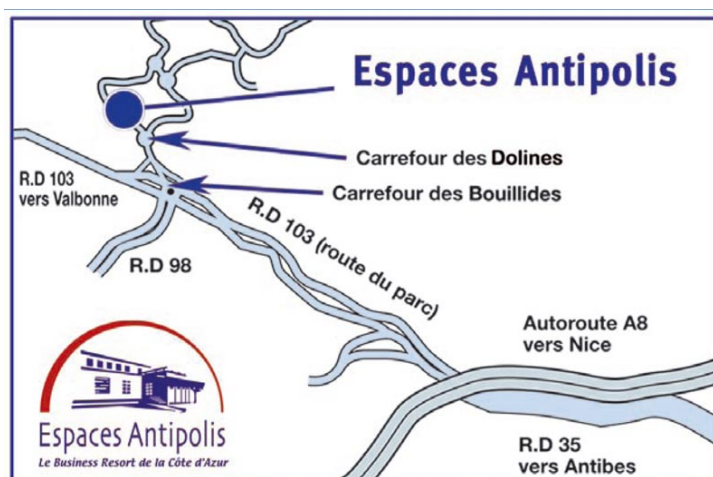 Espaces Antipolis
Carrefour des Dolines
Carrefour des Bouillides
R.D 103
vers Valbonne
R.D 98
R.D 103 (route du parc)
Autoroute A8
vers Nice
R.D 35
vers Antibes
Espaces Antipolis
Le Business Resort de la Côte d'Azur